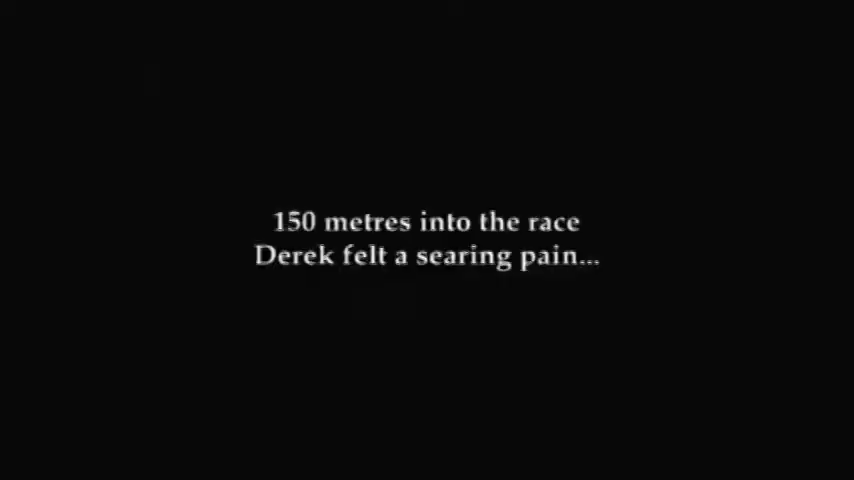 150 metres into the race
Derek felt a searing pain...